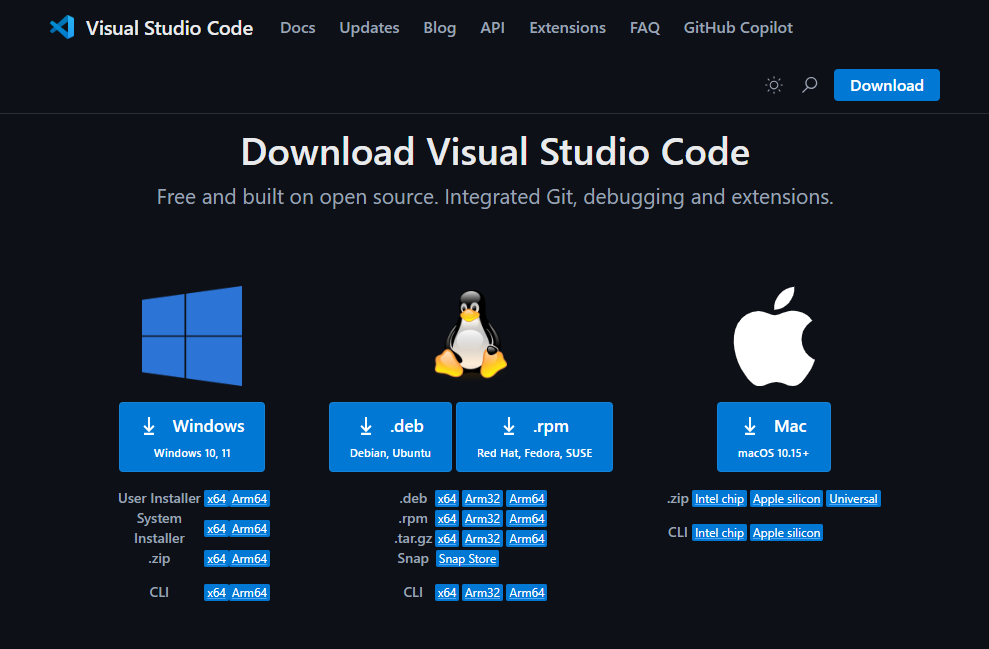 Visual Studio Code Docs Updates Blog API Extensions FAQ GitHub Copilot
Download
Download Visual Studio Code
Free and built on open source. Integrated Git, debugging and extensions.
Windows
Windows 10, 11
.deb
Debian, Ubuntu
.rpm
Red Hat, Fedora, SUSE
Mac
macOS 10.15+
User Installer x64 Arm64
System
Installer x64 Arm64
.zip x64 Arm64
CLI x64 Arm64
.deb x64 Arm32 Arm64
.rpm x64 Arm32 Arm64
.tar.gz x64 Arm32 Arm64
Snap Snap Store
CLI x64 Arm32 Arm64
.zip Intel chip Apple silicon Universal
CLI Intel chip Apple silicon